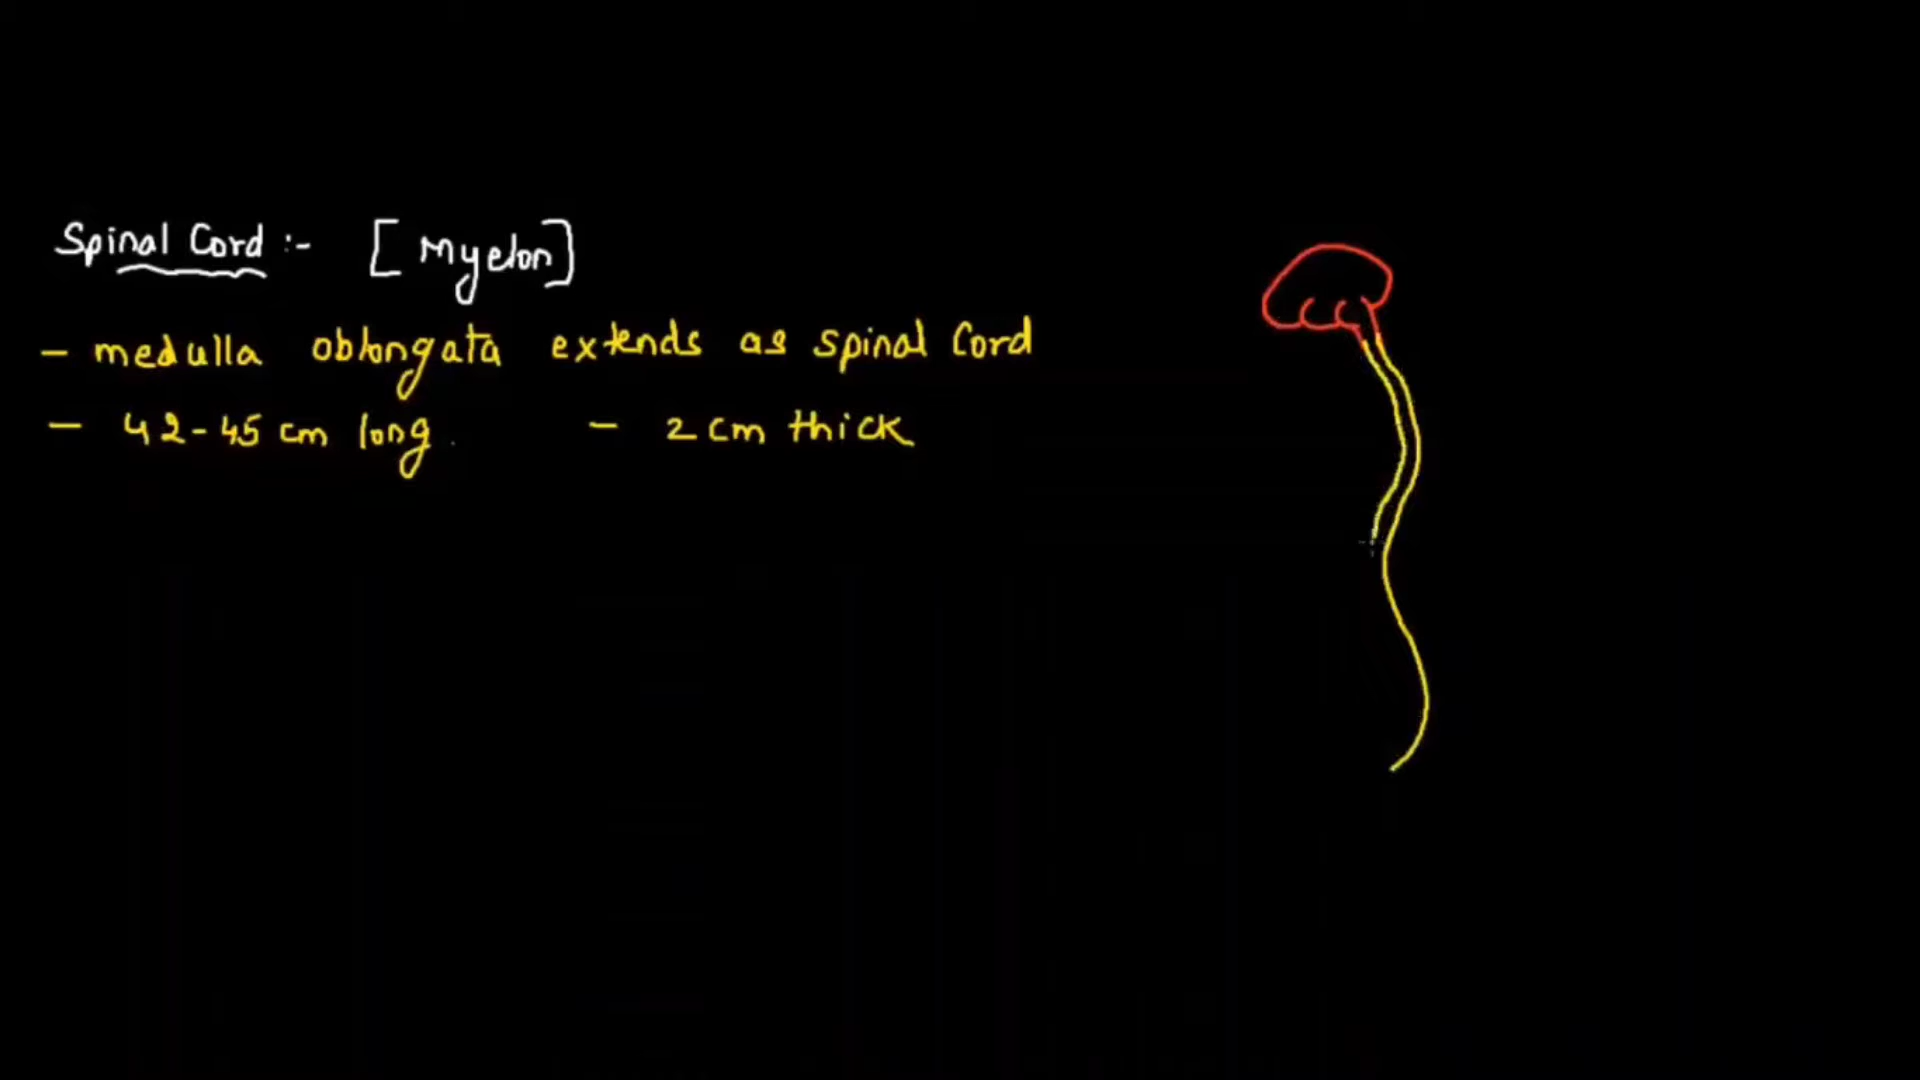 Spinal Cord :- [Myelon]
- medulla oblongata extends as spinal Cord
- 42-45 cm long. - 2 cm thick